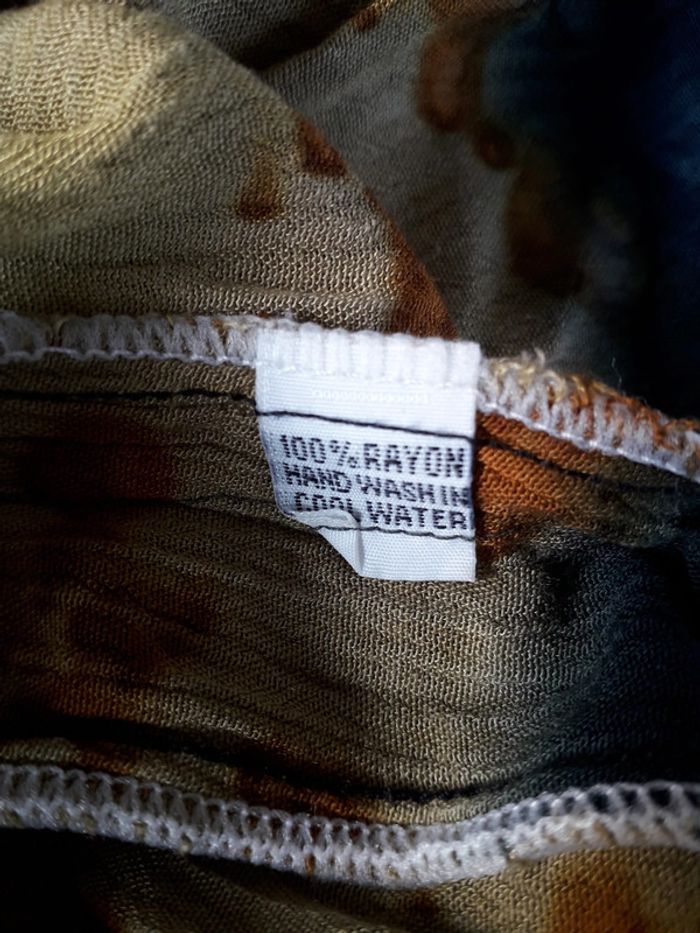 100% RAYON
HAND WASH IN
COOL WATER